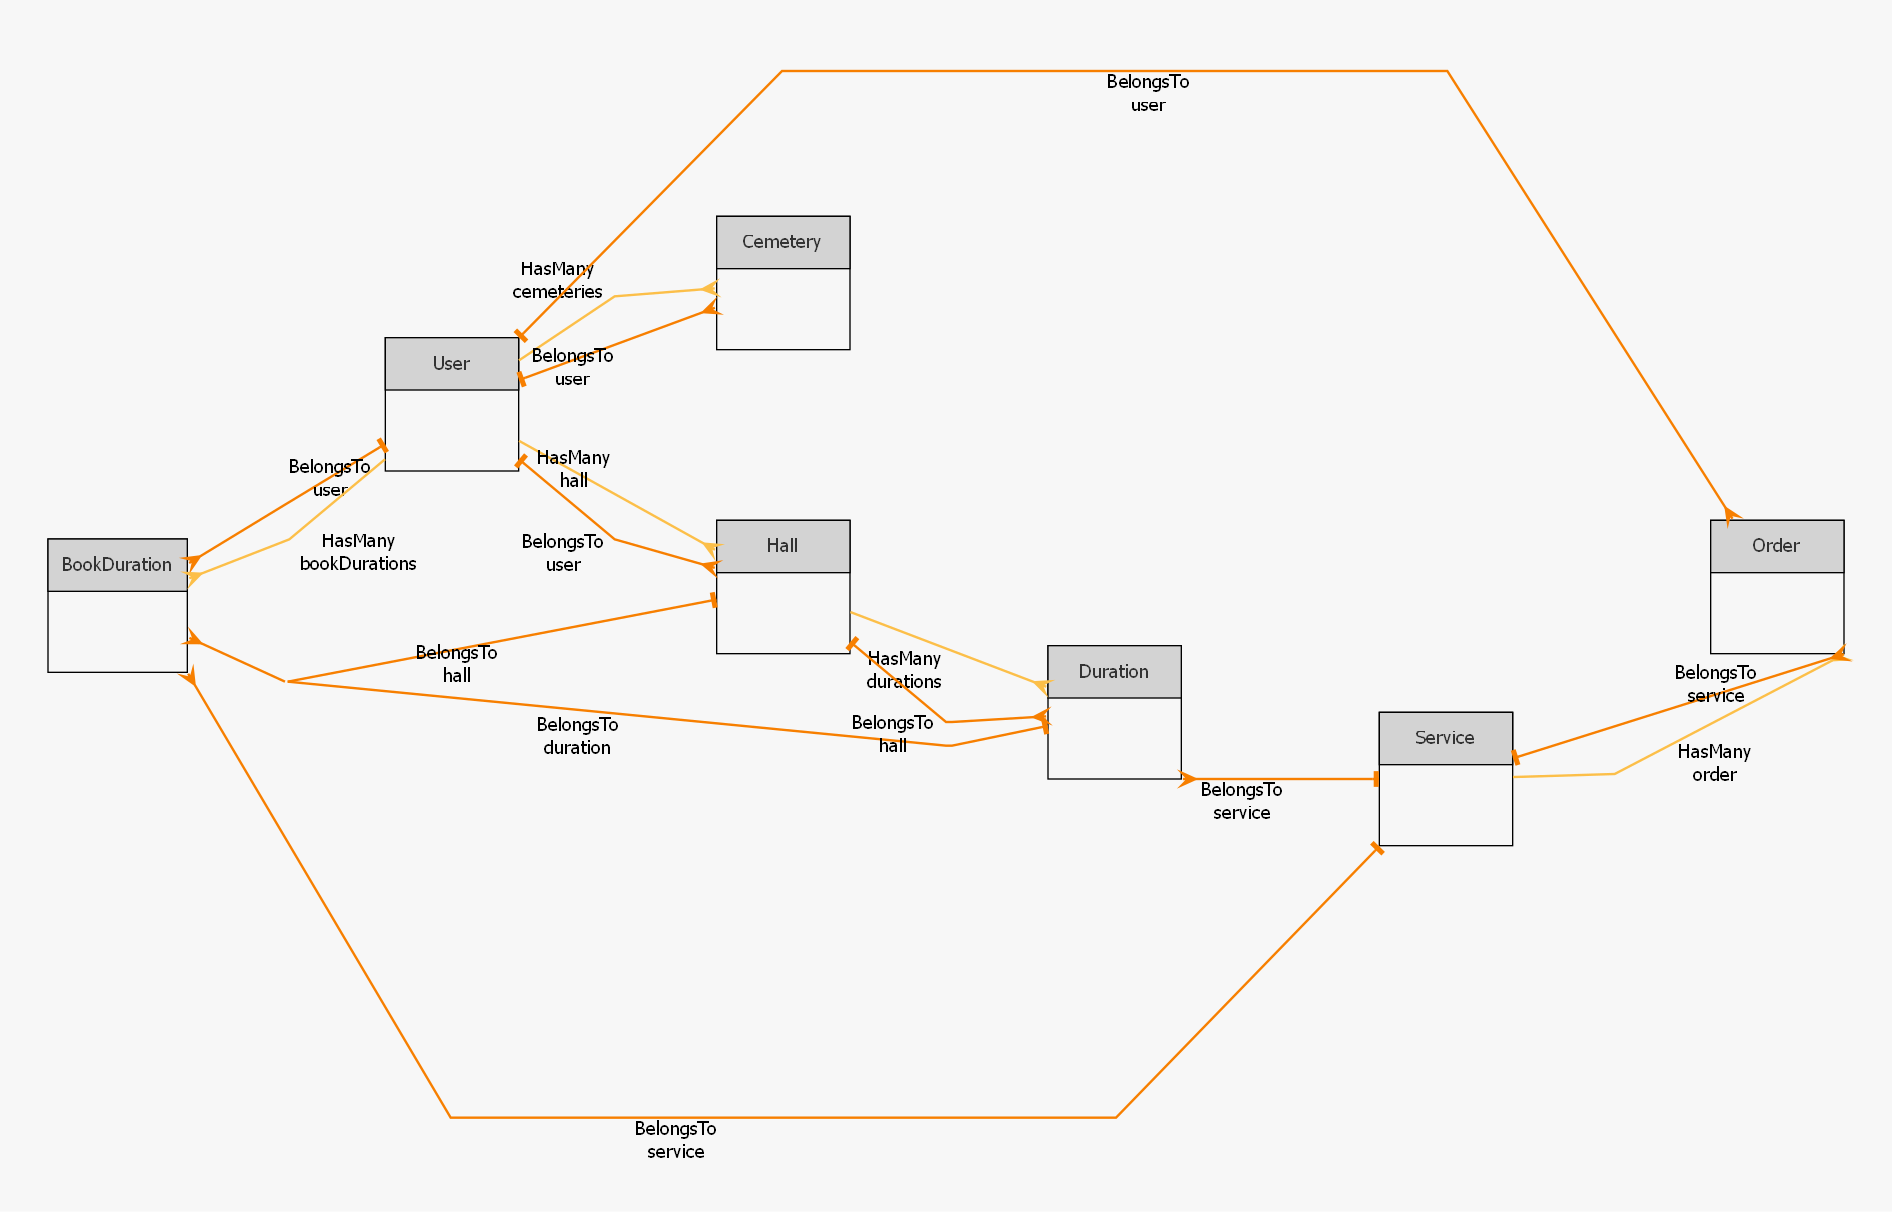 BelongsTo
user
Cemetery
HasMany
cemeteries
User
BelongsTo
user
BelongsTo
user
HasMany
hall
HasMany
bookDurations
BelongsTo
user
BookDuration
Hall
Order
BelongsTo
hall
HasMany
durations
Duration
BelongsTo
service
BelongsTo
duration
BelongsTo
hall
Service
HasMany
order
BelongsTo
service
BelongsTo
service